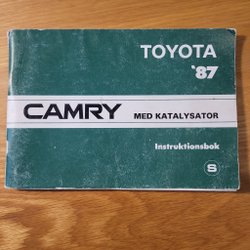 TOYOTA
'87
CAMRY MED KATALYSATOR
Instruktionsbok
S